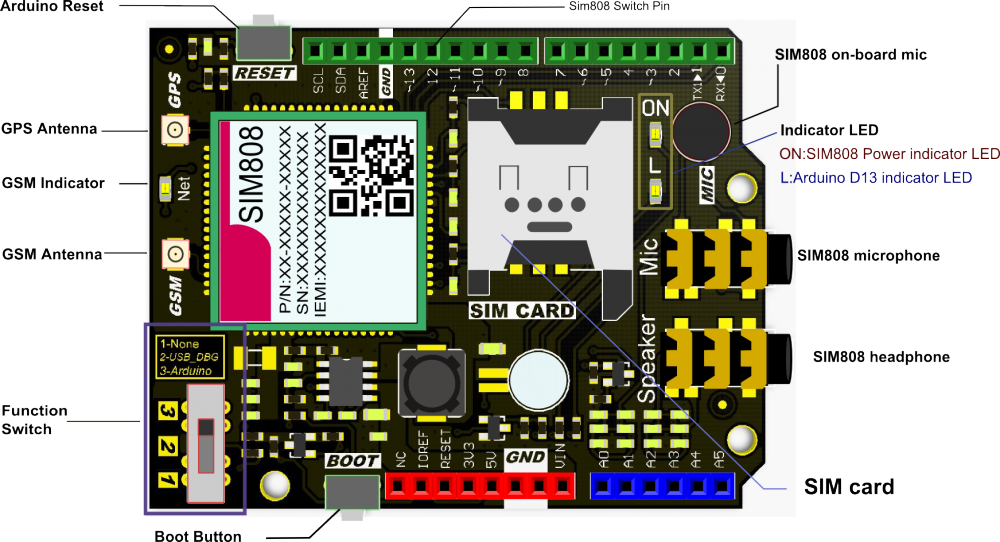 Arduino Reset
Sim808 Switch Pin
RESET
SCL
SDA
AREF
GND
~13
12
~11
~10
~9
8
7
~6
~5
4
~3
2
TX1▶1
RX1◀0
SIM808 on-board mic
GPS
GPS Antenna
ON
L
MIC
Indicator LED
ON:SIM808 Power indicator LED
L:Arduino D13 indicator LED
GSM Indicator
Net
SIM808
P/N:XX-XXXXX-XXXX
SN:XXXXXXXXXXXX
IEMI:XXXXXXXXXXXX
GSM Antenna
GSM
SIM CARD
Mic
SIM808 microphone
Speaker
SIM808 headphone
1-None
2-USB_DBG
3-Arduino
Function
Switch
3
2
1
BOOT
NC
IOREF
RESET
3V3
5V
GND
VIN
A0
A1
A2
A3
A4
A5
SIM card
Boot Button